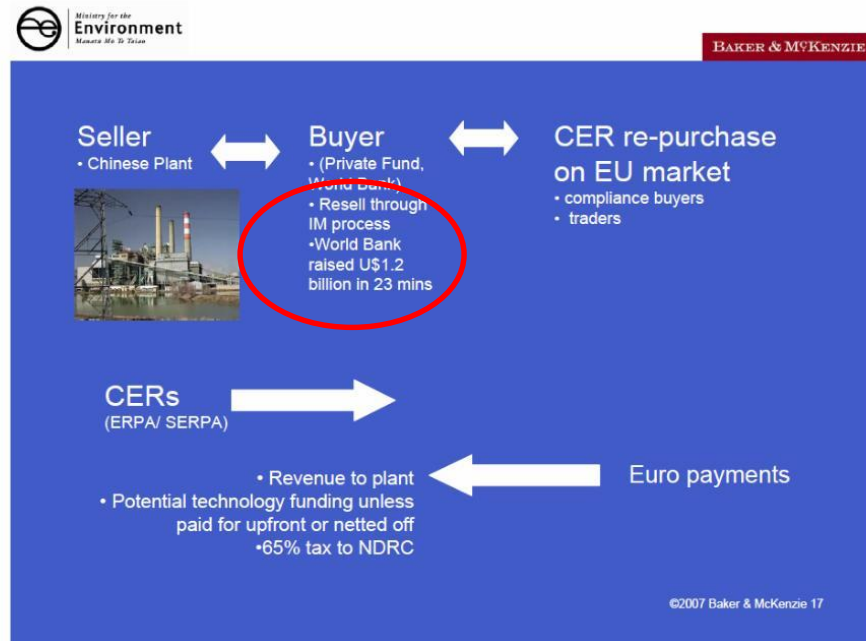 Ministry for the
Environment
Manatū Mō Te Taiao
BAKER & MCKENZIE
Seller
• Chinese Plant
Buyer
• (Private Fund,
World Bank)
• Resell through
IM process
•World Bank
raised U$1.2
billion in 23 mins
CER re-purchase
on EU market
• compliance buyers
• traders
CERs
(ERPA/ SERPA)
• Revenue to plant
• Potential technology funding unless
paid for upfront or netted off
•65% tax to NDRC
Euro payments
©2007 Baker & McKenzie 17